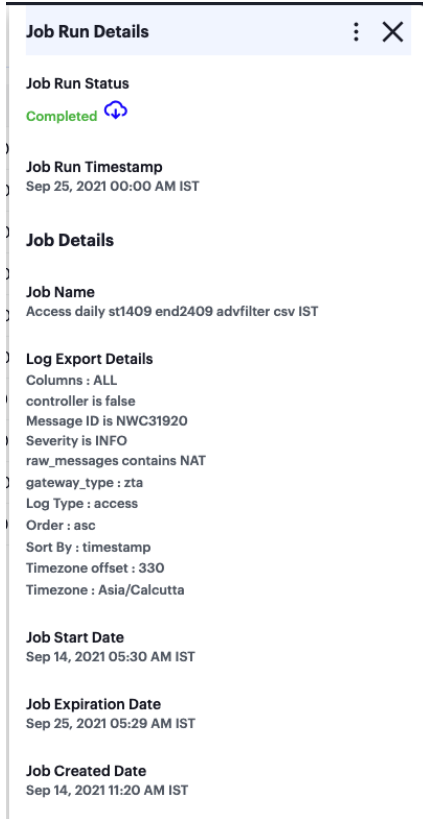 Job Run Details
Job Run Status
Completed
Job Run Timestamp
Sep 25, 2021 00:00 AM IST
Job Details
Job Name
Access daily st1409 end2409 advfilter csv IST
Log Export Details
Columns : ALL
controller is false
Message ID is NWC31920
Severity is INFO
raw_messages contains NAT
gateway_type : zta
Log Type : access
Order : asc
Sort By : timestamp
Timezone offset : 330
Timezone : Asia/Calcutta
Job Start Date
Sep 14, 2021 05:30 AM IST
Job Expiration Date
Sep 25, 2021 05:29 AM IST
Job Created Date
Sep 14, 2021 11:20 AM IST